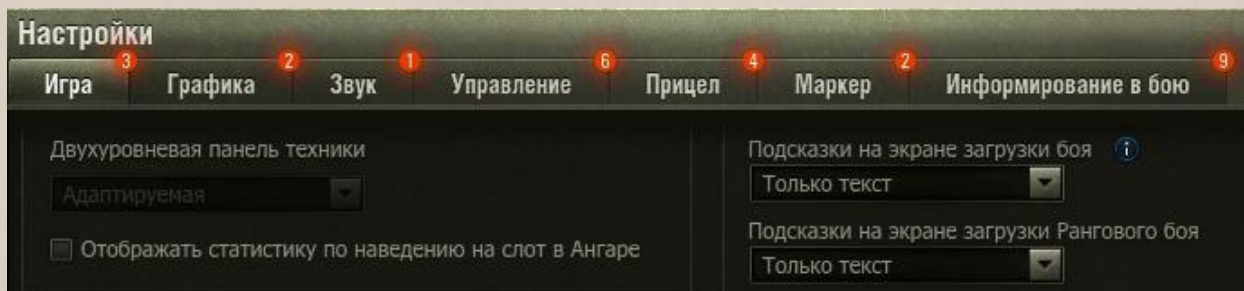 Настройки
Игра 3 Графика 2 Звук 1 Управление 6 Прицел 4 Маркер 2 Информирование в бою 9
Двухуровневая панель техники
Адаптируемая
Отображать статистику по наведению на слот в Ангаре
Подсказки на экране загрузки боя i
Только текст
Подсказки на экране загрузки Рангового боя
Только текст